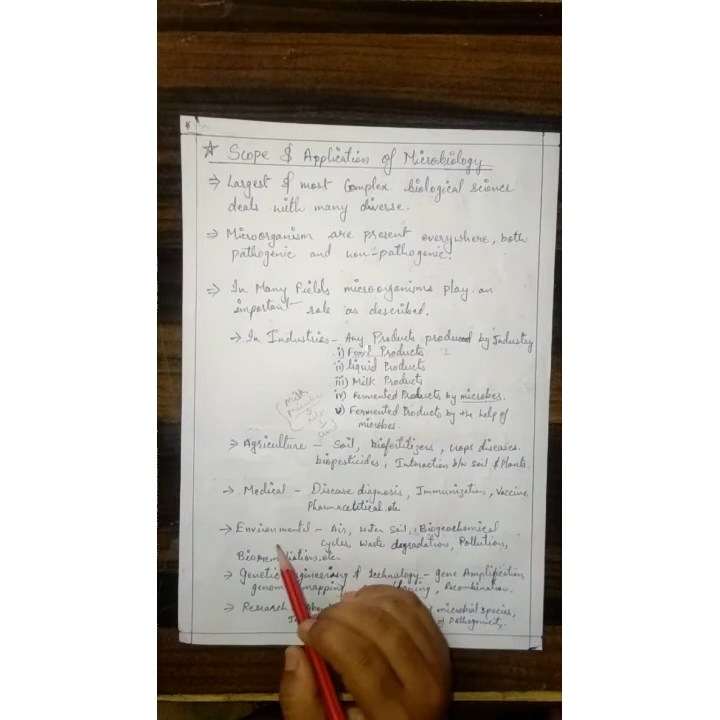 ☆ Scope & Application of Microbiology
⇒ Largest & most Complex biological science
deals with many diverse.
⇒ Microorganism are present everywhere, both
pathogenic and non-pathogenic.
⇒ In Many Fields microorganisms play an
important role as described.
→ In Industries - Any Products produced by Industry
i) Food Products
ii) liquid Products
iii) Milk Products
iv) Fermented Products by microbes.
v) Fermented Products by the help of
microbes.
milk
→ Agriculture - Soil, biofertilizers, crops diseases.
biopesticides, Interaction b/w soil & Plants.
→ Medical - Disease diagnosis, Immunization, Vaccine
Pharmacetitical.etc
→ Environmental - Air, water soil, Biogeochemical
cycles, waste degradation, Pollution,
Bioremediations.etc.
→ Genetic Engineering & technology - gene Amplification,
genome mapping, Recombination.
→ Research microbial species,
of Pathogenicity.